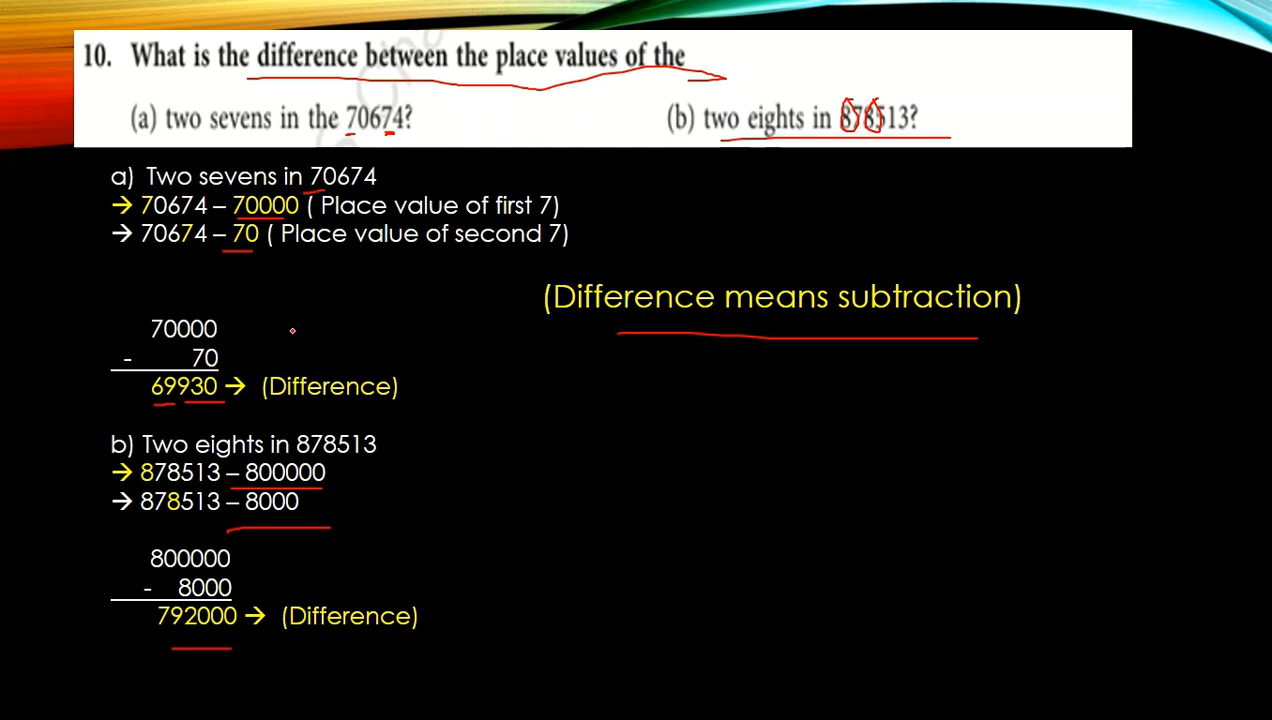 10. What is the difference between the place values of the
(a) two sevens in the 70674? (b) two eights in 878513?
a) Two sevens in 70674
→ 70674 – 70000 ( Place value of first 7)
→ 70674 – 70 ( Place value of second 7)
(Difference means subtraction)
70000
- 70
69930 → (Difference)
b) Two eights in 878513
→ 878513 – 800000
→ 878513 – 8000
800000
- 8000
792000 → (Difference)